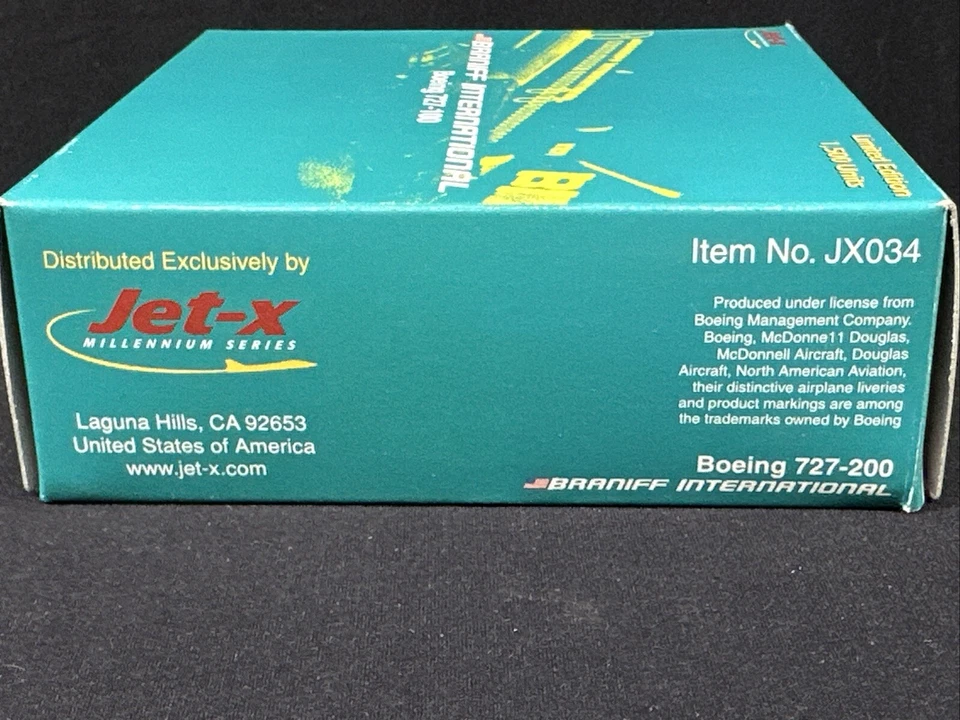 BRANIFF INTERNATIONAL
Boeing 727-100
Limited Edition
1,500 Units
Distributed Exclusively by
Jet-x
MILLENNIUM SERIES
Laguna Hills, CA 92653
United States of America
www.jet-x.com
Item No. JX034
Produced under license from
Boeing Management Company.
Boeing, McDonne11 Douglas,
McDonnell Aircraft, Douglas
Aircraft, North American Aviation,
their distinctive airplane liveries
and product markings are among
the trademarks owned by Boeing
Boeing 727-200
BRANIFF INTERNATIONAL